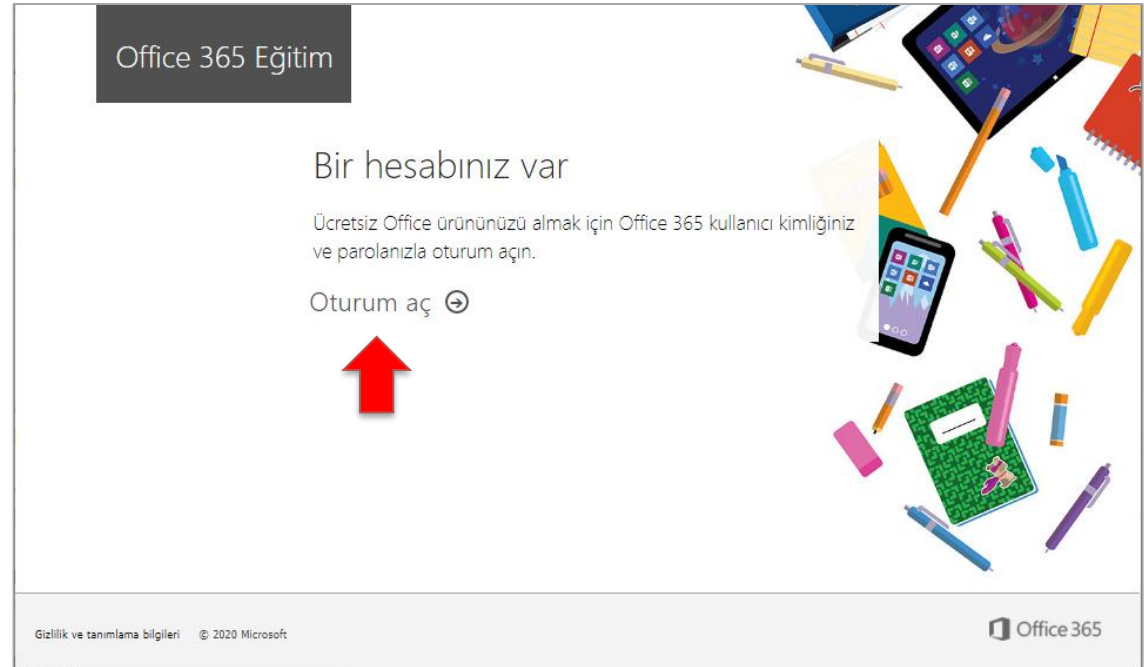 Office 365 Eğitim
Bir hesabınız var
Ücretsiz Office ürününüzü almak için Office 365 kullanıcı kimliğiniz
ve parolanızla oturum açın.
Oturum aç
Gizlilik ve tanımlama bilgileri © 2020 Microsoft
Office 365